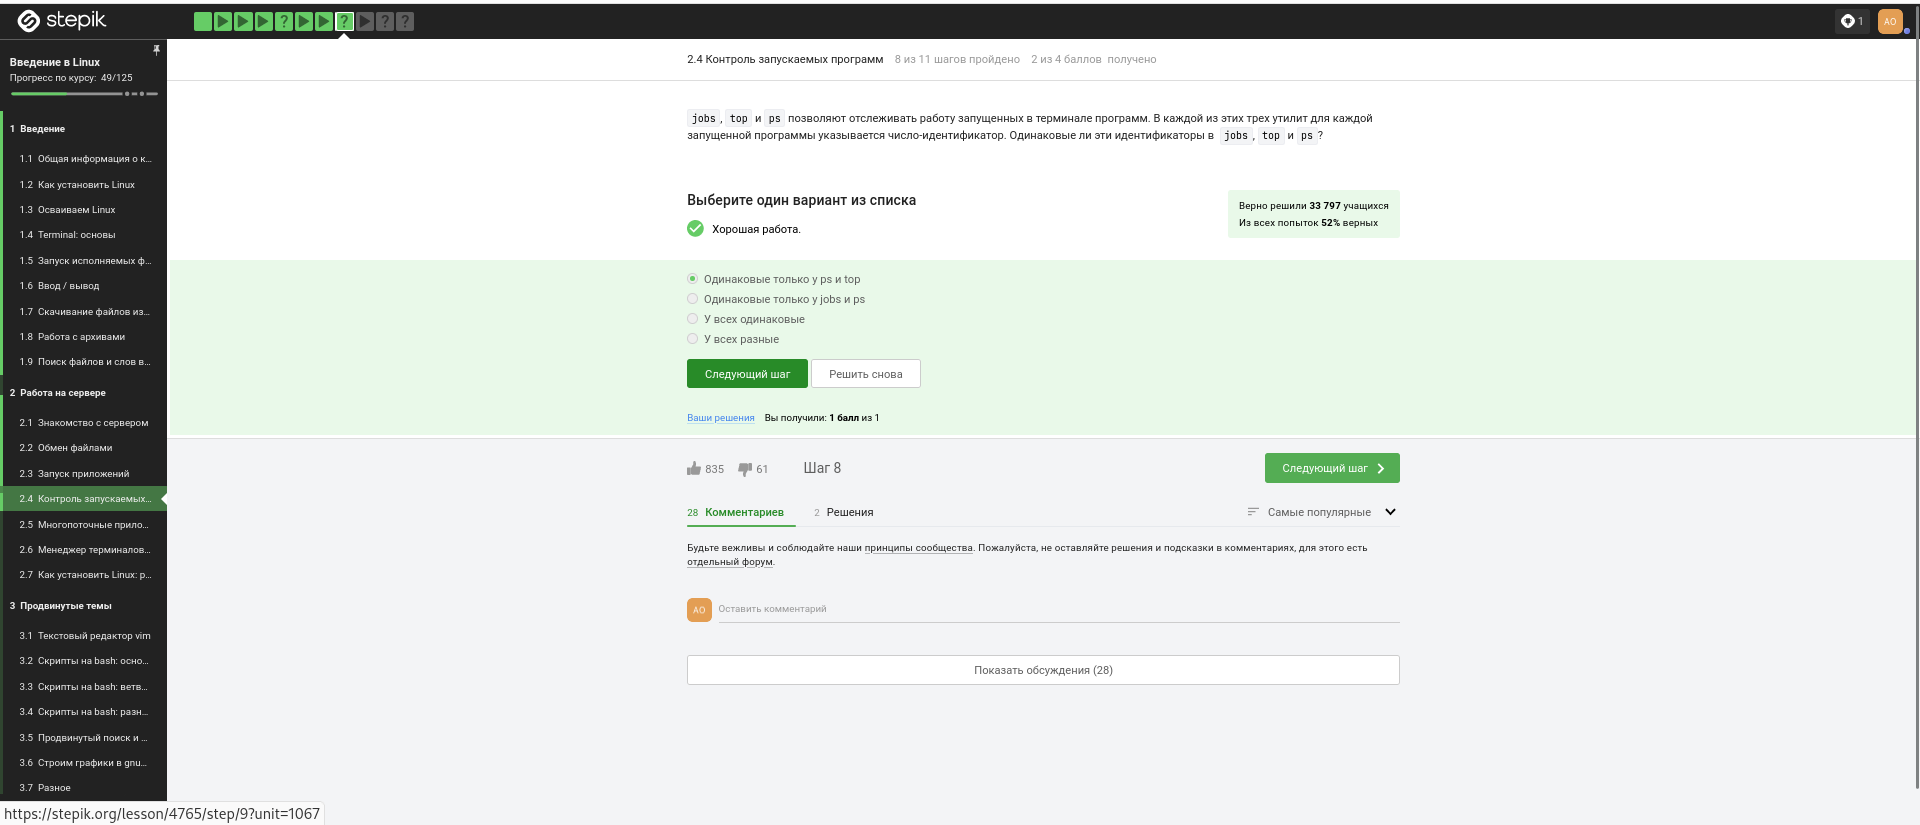 stepik
1
AO
Введение в Linux
Прогресс по курсу: 49/125
1 Введение
1.1 Общая информация о к...
1.2 Как установить Linux
1.3 Осваиваем Linux
1.4 Terminal: основы
1.5 Запуск исполняемых ф...
1.6 Ввод / вывод
1.7 Скачивание файлов из...
1.8 Работа с архивами
1.9 Поиск файлов и слов в...
2 Работа на сервере
2.1 Знакомство с сервером
2.2 Обмен файлами
2.3 Запуск приложений
2.4 Контроль запускаемых...
2.5 Многопоточные прило...
2.6 Менеджер терминалов...
2.7 Как установить Linux: р...
3 Продвинутые темы
3.1 Текстовый редактор vim
3.2 Скрипты на bash: осно...
3.3 Скрипты на bash: ветв...
3.4 Скрипты на bash: разн...
3.5 Продвинутый поиск и ...
3.6 Строим графики в gnu...
3.7 Разное
https://stepik.org/lesson/4765/step/9?unit=1067
2.4 Контроль запускаемых программ 8 из 11 шагов пройдено 2 из 4 баллов получено
jobs, top и ps позволяют отслеживать работу запущенных в терминале программ. В каждой из этих трех утилит для каждой
запущенной программы указывается число-идентификатор. Одинаковые ли эти идентификаторы в jobs, top и ps?
Выберите один вариант из списка
Хорошая работа.
Верно решили 33 797 учащихся
Из всех попыток 52% верных
Одинаковые только у ps и top
Одинаковые только у jobs и ps
У всех одинаковые
У всех разные
Следующий шаг Решить снова
Ваши решения Вы получили: 1 балл из 1
835 61 Шаг 8 Следующий шаг
28 Комментариев 2 Решения Самые популярные
Будьте вежливы и соблюдайте наши принципы сообщества. Пожалуйста, не оставляйте решения и подсказки в комментариях, для этого есть
отдельный форум.
AO Оставить комментарий
Показать обсуждения (28)